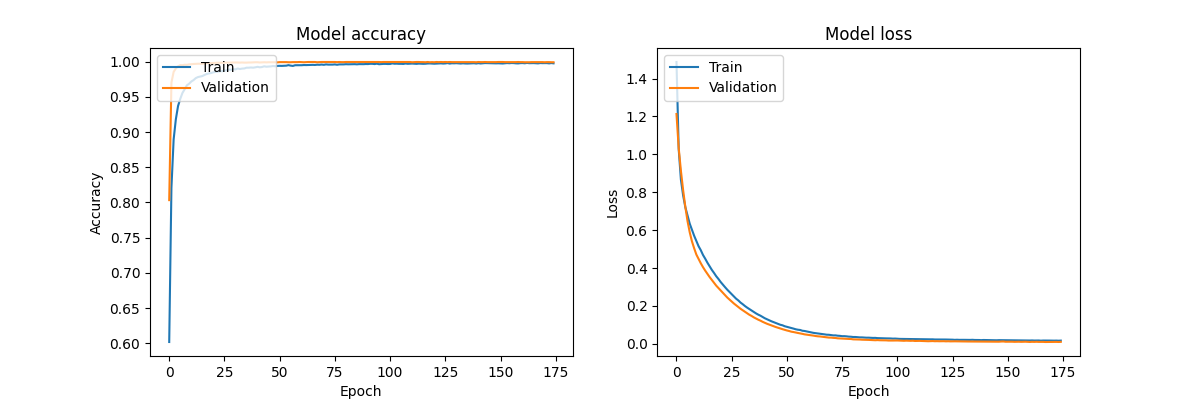 Model accuracy
Train
Validation
1.00
0.95
0.90
0.85
0.80
0.75
0.70
0.65
0.60
Accuracy
0 25 50 75 100 125 150 175
Epoch
Model loss
Train
Validation
1.4
1.2
1.0
0.8
0.6
0.4
0.2
0.0
Loss
0 25 50 75 100 125 150 175
Epoch